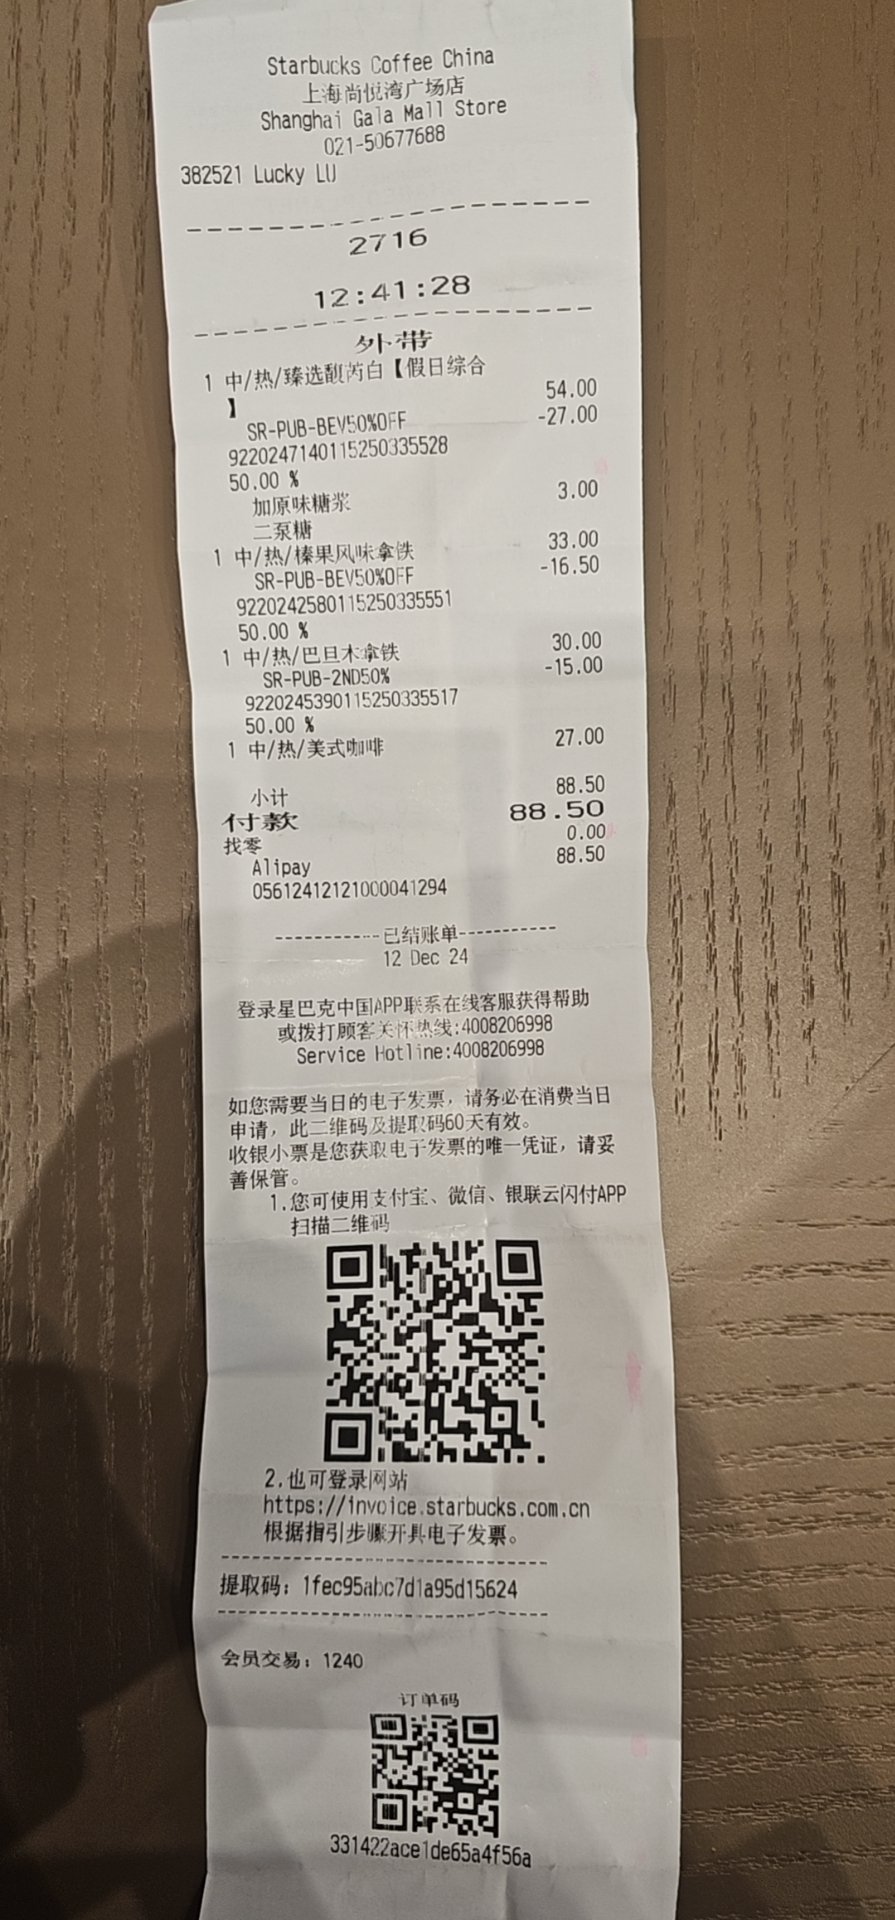 Starbucks Coffee China
上海尚悦湾广场店
Shanghai Gala Mall Store
021-50677688
382521 Lucky LU
2716
12:41:28
外带
1 中/热/臻选馥芮白【假日综合
】 54.00
SR-PUB-BEV50%OFF -27.00
9220247140115250335528
50.00 %
加原味糖浆 3.00
二泵糖
1 中/热/榛果风味拿铁 33.00
SR-PUB-BEV50%OFF -16.50
9220242580115250335551
50.00 %
1 中/热/巴旦木拿铁 30.00
SR-PUB-2ND50% -15.00
9220245390115250335517
50.00 %
1 中/热/美式咖啡 27.00
小计 88.50
付款 88.50
找零 0.00
Alipay 88.50
05612412121000041294
-----------已结账单-----------
12 Dec 24
登录星巴克中国APP联系在线客服获得帮助
或拨打顾客关怀热线:4008206998
Service Hotline:4008206998
如您需要当日的电子发票，请务必在消费当日
申请，此二维码及提取码60天有效。
收银小票是您获取电子发票的唯一凭证，请妥
善保管。
1.您可使用支付宝、微信、银联云闪付APP
扫描二维码
2.也可登录网站
https://invoice.starbucks.com.cn
根据指引步骤开具电子发票。
提取码：1fec95abc7d1a95d15624
会员交易：1240
订单码
331422ace1de65a4f56a